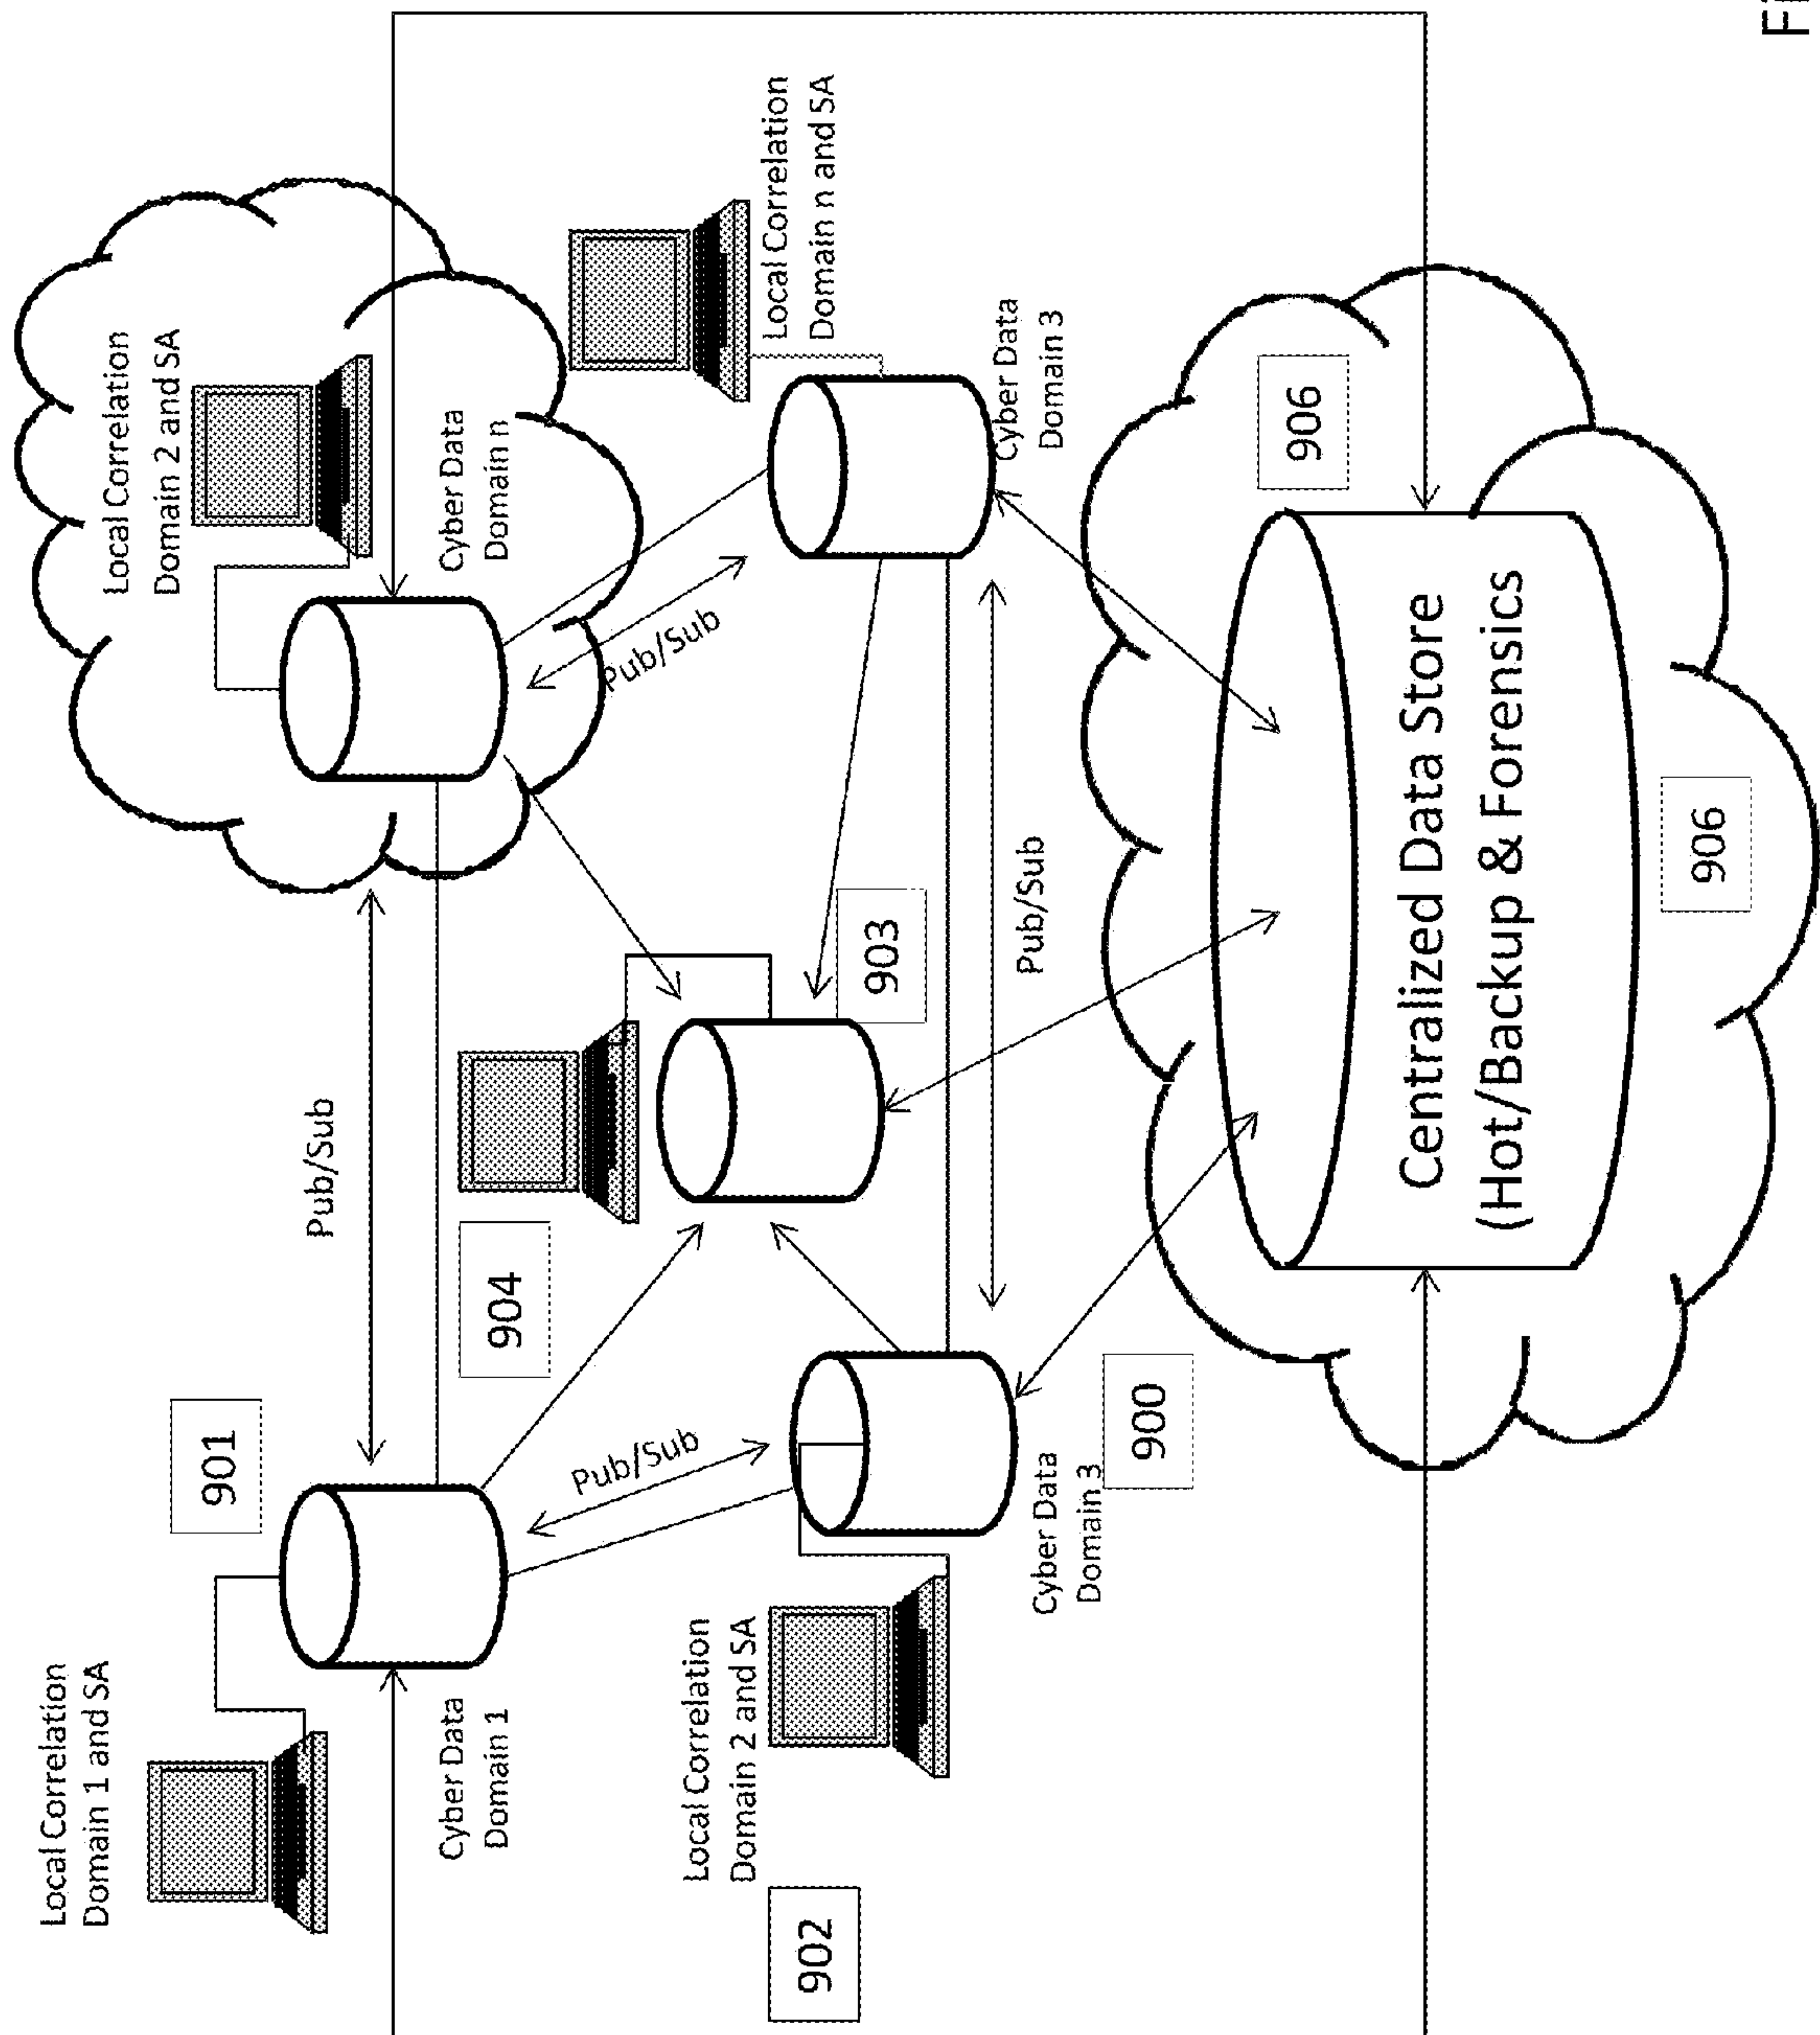 Local Correlation
Domain 1 and SA
Local Correlation
Domain 2 and SA
901
Pub/Sub
Cyber Data
Domain 1
Cyber Data
Domain n
904
Pub/Sub
Pub/Sub
Local Correlation
Domain 2 and SA
Local Correlation
Domain n and SA
902
903
Cyber Data
Domain 3
Pub/Sub
Cyber Data
Domain 3
900
906
Centralized Data Store
(Hot/Backup & Forensics
906